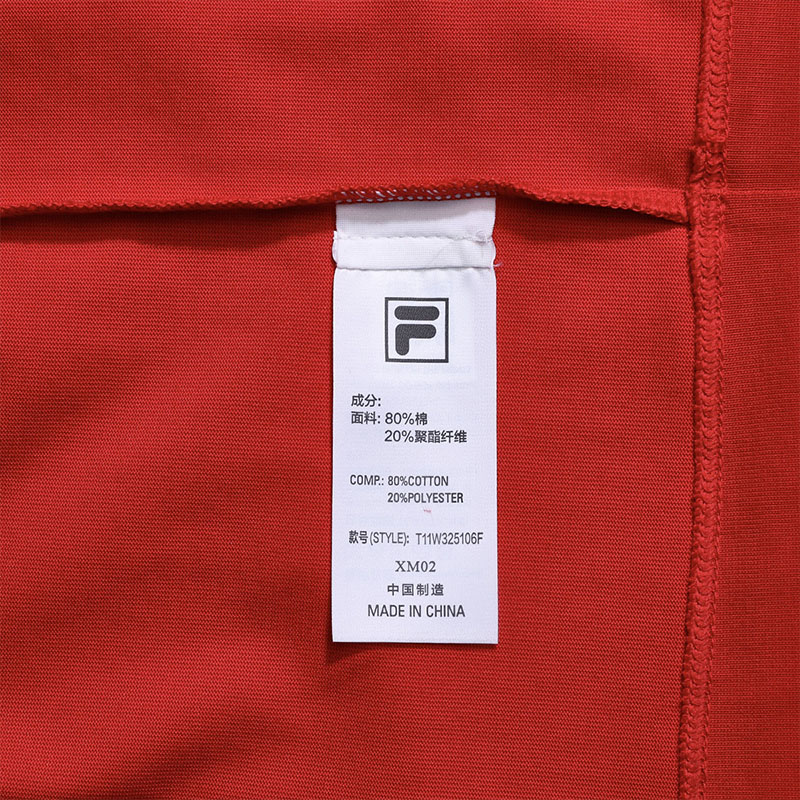 F
成分:
面料: 80%棉
20%聚酯纤维
COMP.: 80%COTTON
20%POLYESTER
款号(STYLE): T11W325106F
XM02
中国制造
MADE IN CHINA